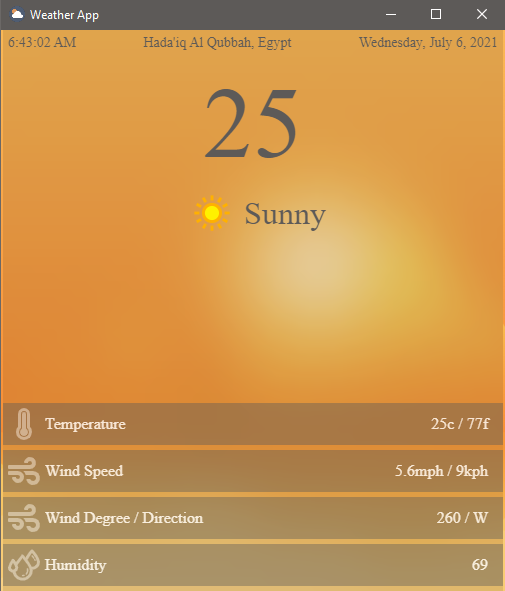 Weather App
6:43:02 AM Hada'iq Al Qubbah, Egypt Wednesday, July 6, 2021
25
Sunny
Temperature 25c / 77f
Wind Speed 5.6mph / 9kph
Wind Degree / Direction 260 / W
Humidity 69